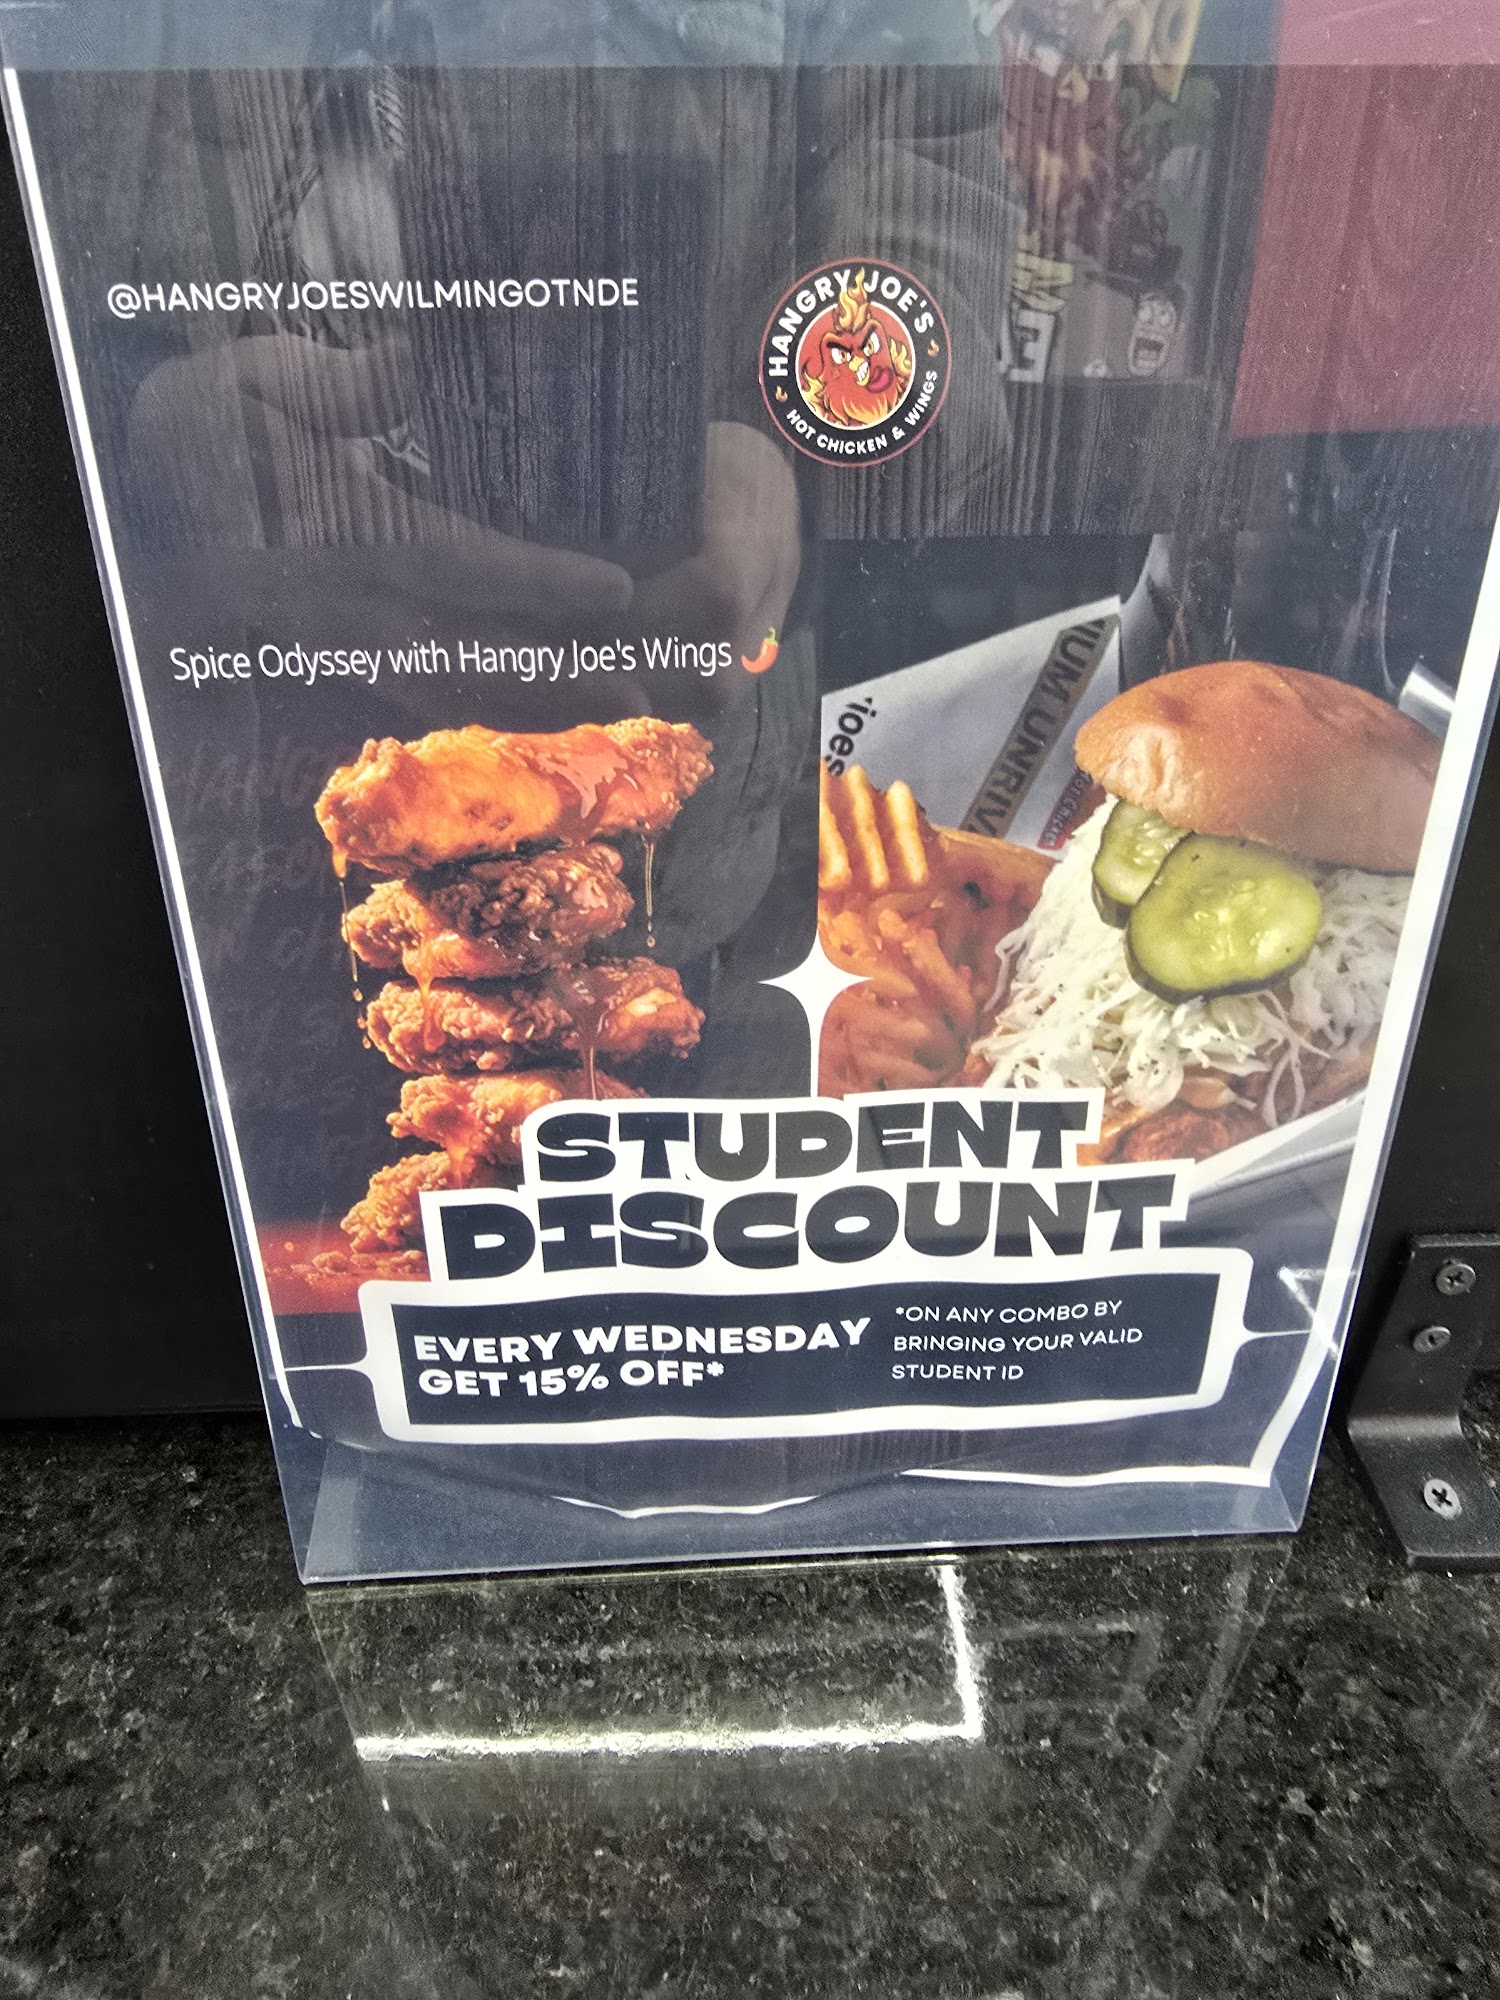 @HANGRYJOESWILMINGOTNDE
HANGRY JOE'S
HOT CHICKEN & WINGS
Spice Odyssey with Hangry Joe's Wings 🌶️
joes
STUDENT
DISCOUNT
EVERY WEDNESDAY
GET 15% OFF*
*ON ANY COMBO BY
BRINGING YOUR VALID
STUDENT ID